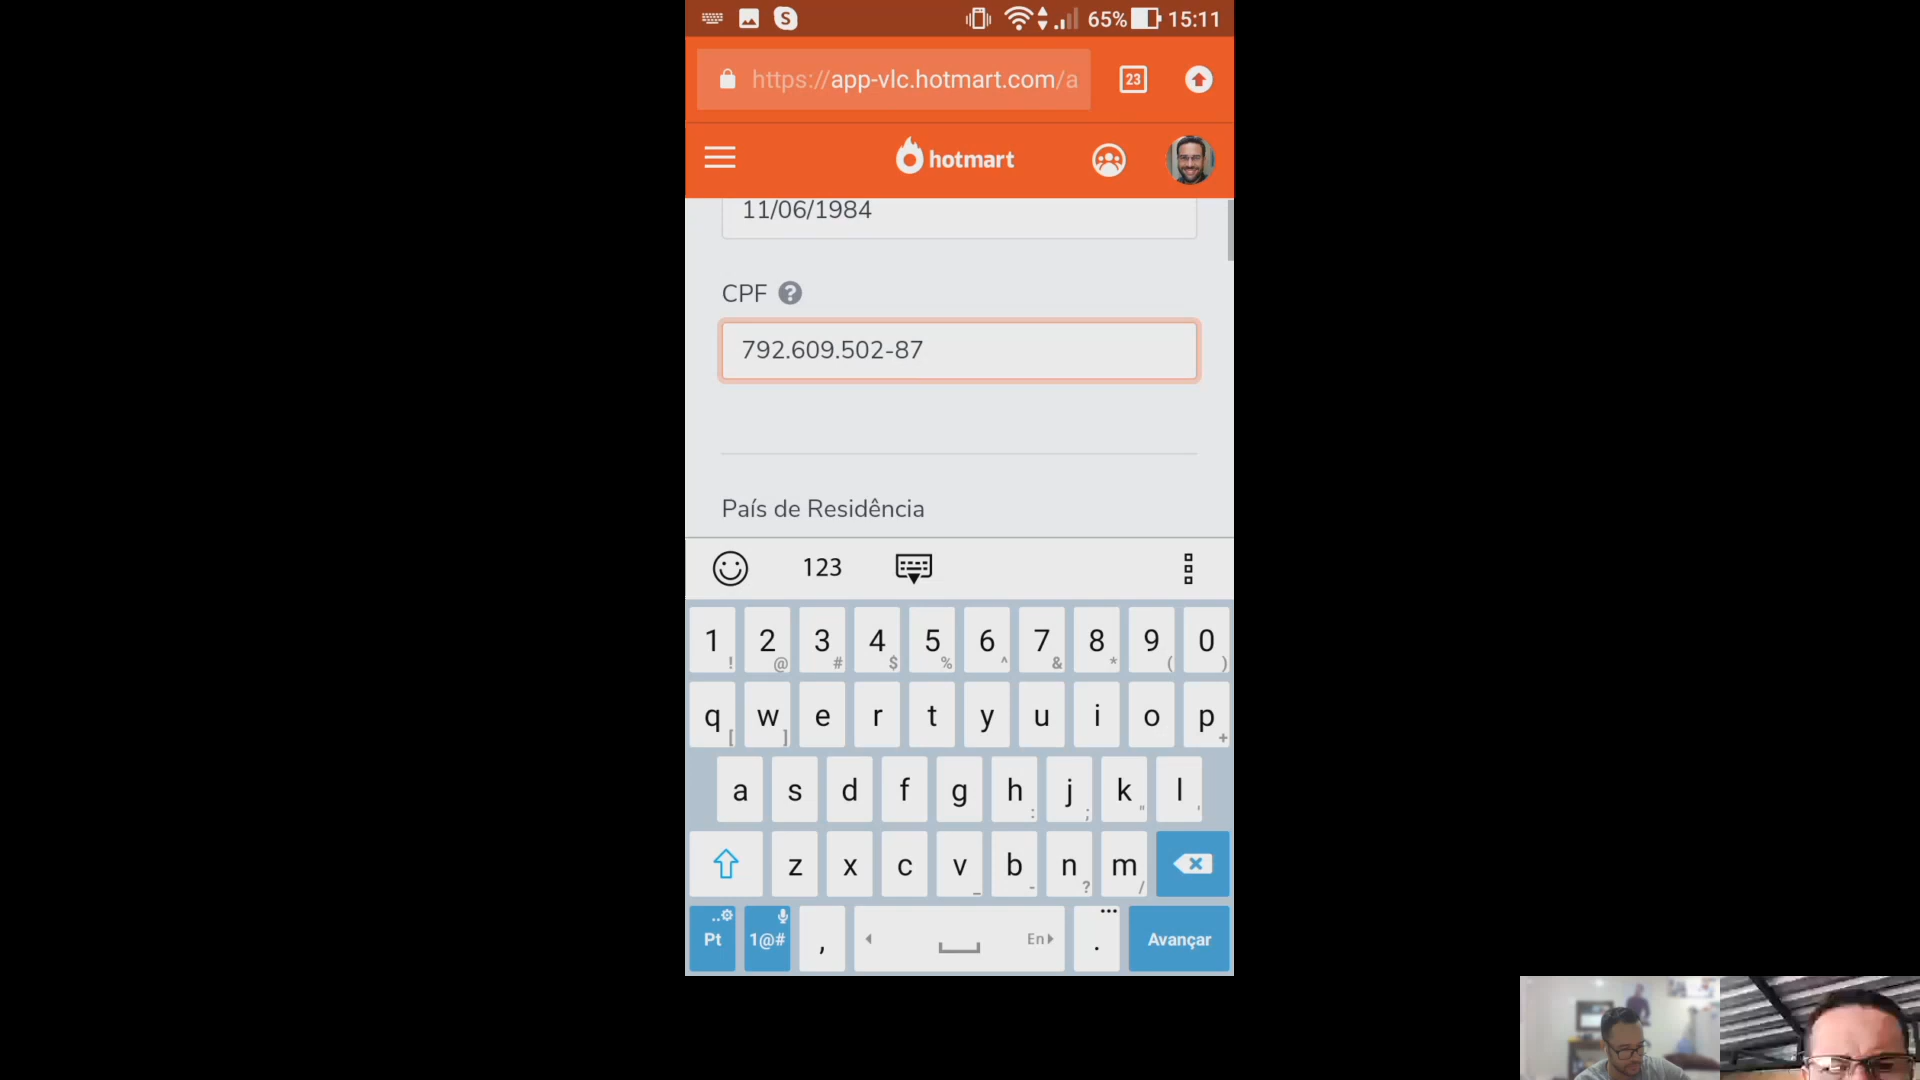 65% 15:11
https://app-vlc.hotmart.com/a
23
hotmart
11/06/1984
CPF ?
792.609.502-87
País de Residência
123
1 ! 2 @ 3 # 4 $ 5 % 6 ^ 7 & 8 * 9 ( 0 )
q [ w ] e r t y u i o p +
a s d f g h : j ; k " l '
z x c v _ b - n ? m /
Pt 1@# , En . Avançar